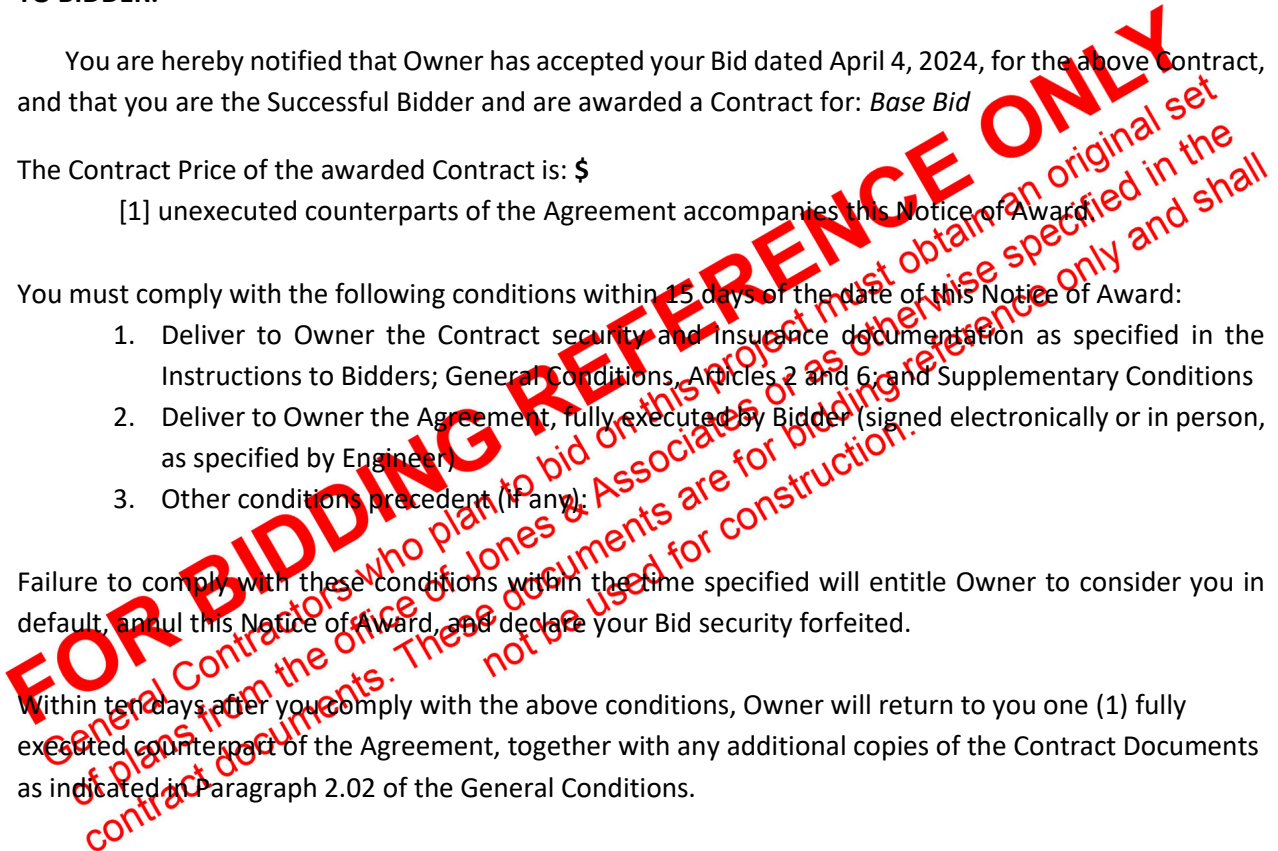 TO BIDDER:
You are hereby notified that Owner has accepted your Bid dated April 4, 2024, for the above Contract,
and that you are the Successful Bidder and are awarded a Contract for: Base Bid
The Contract Price of the awarded Contract is: $
[1] unexecuted counterparts of the Agreement accompanies this Notice of Award.
You must comply with the following conditions within 15 days of the date of this Notice of Award:
1. Deliver to Owner the Contract security and insurance documentation as specified in the
Instructions to Bidders; General Conditions, Articles 2 and 6; and Supplementary Conditions
2. Deliver to Owner the Agreement, fully executed by Bidder (signed electronically or in person,
as specified by Engineer)
3. Other conditions precedent (if any):
Failure to comply with these conditions within the time specified will entitle Owner to consider you in
default, annul this Notice of Award, and declare your Bid security forfeited.
Within ten days after you comply with the above conditions, Owner will return to you one (1) fully
executed counterpart of the Agreement, together with any additional copies of the Contract Documents
as indicated in Paragraph 2.02 of the General Conditions.
FOR BIDDING REFERENCE ONLY
General Contractors who plan to bid on this project must obtain an original set
of plans from the office of Jones & Associates or as otherwise specified in the
contract documents. These documents are for bidding reference only and shall
not be used for construction.